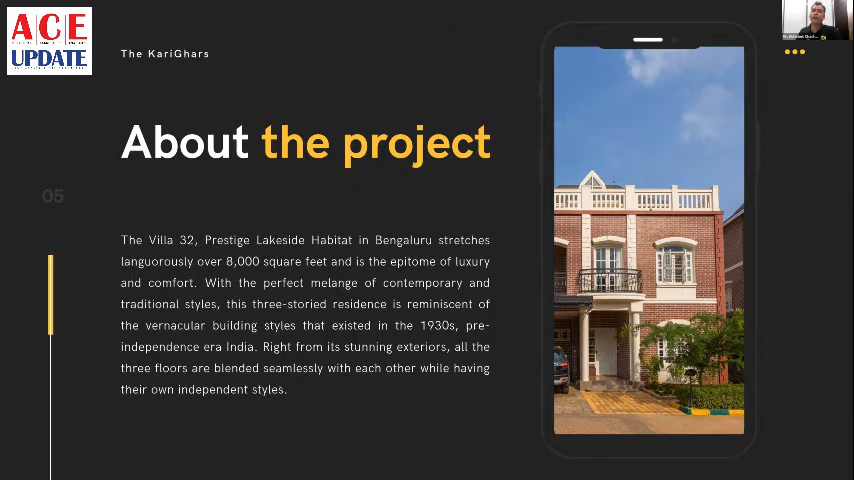 ACE
UPDATE
The KariGhars
About the project
05
The Villa 32, Prestige Lakeside Habitat in Bengaluru stretches
languorously over 8,000 square feet and is the epitome of luxury
and comfort. With the perfect melange of contemporary and
traditional styles, this three-storied residence is reminiscent of
the vernacular building styles that existed in the 1930s, pre-
independence era India. Right from its stunning exteriors, all the
three floors are blended seamlessly with each other while having
their own independent styles.